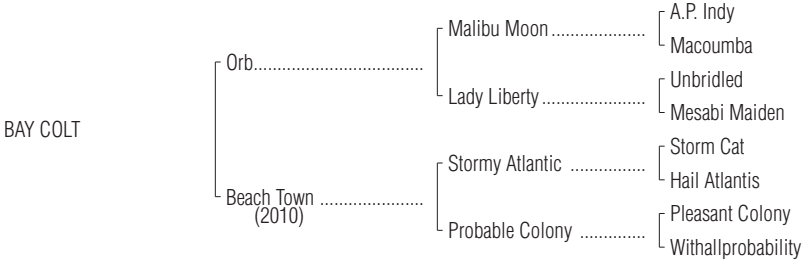 A.P. Indy
Malibu Moon ....................
Macoumba
Orb..................................
Unbridled
Lady Liberty ......................
Mesabi Maiden
BAY COLT
Storm Cat
Stormy Atlantic ................
Hail Atlantis
Beach Town ......................
(2010)
Pleasant Colony
Probable Colony ..............
Withallprobability